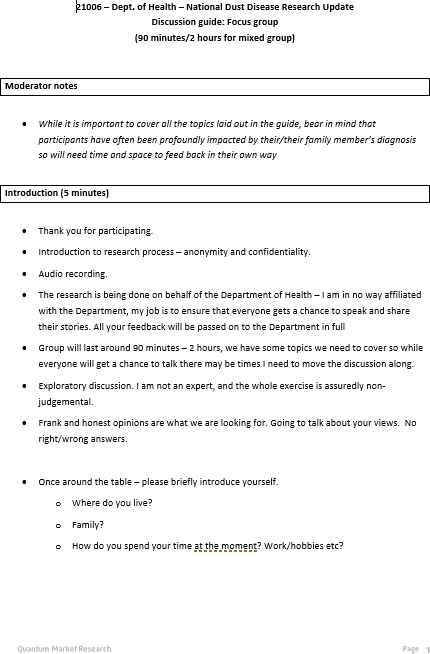 21006 – Dept. of Health – National Dust Disease Research Update
Discussion guide: Focus group
(90 minutes/2 hours for mixed group)
Moderator notes
• While it is important to cover all the topics laid out in the guide, bear in mind that
participants have often been profoundly impacted by their/their family member's diagnosis
so will need time and space to feed back in their own way
Introduction (5 minutes)
• Thank you for participating.
• Introduction to research process – anonymity and confidentiality.
• Audio recording.
• The research is being done on behalf of the Department of Health – I am in no way affiliated
with the Department, my job is to ensure that everyone gets a chance to speak and share
their stories. All your feedback will be passed on to the Department in full
• Group will last around 90 minutes – 2 hours, we have some topics we need to cover so while
everyone will get a chance to talk there may be times I need to move the discussion along.
• Exploratory discussion. I am not an expert, and the whole exercise is assuredly non-
judgemental.
• Frank and honest opinions are what we are looking for. Going to talk about your views. No
right/wrong answers.
• Once around the table – please briefly introduce yourself.
o Where do you live?
o Family?
o How do you spend your time at the moment? Work/hobbies etc?
Quantum Market Research Page 1